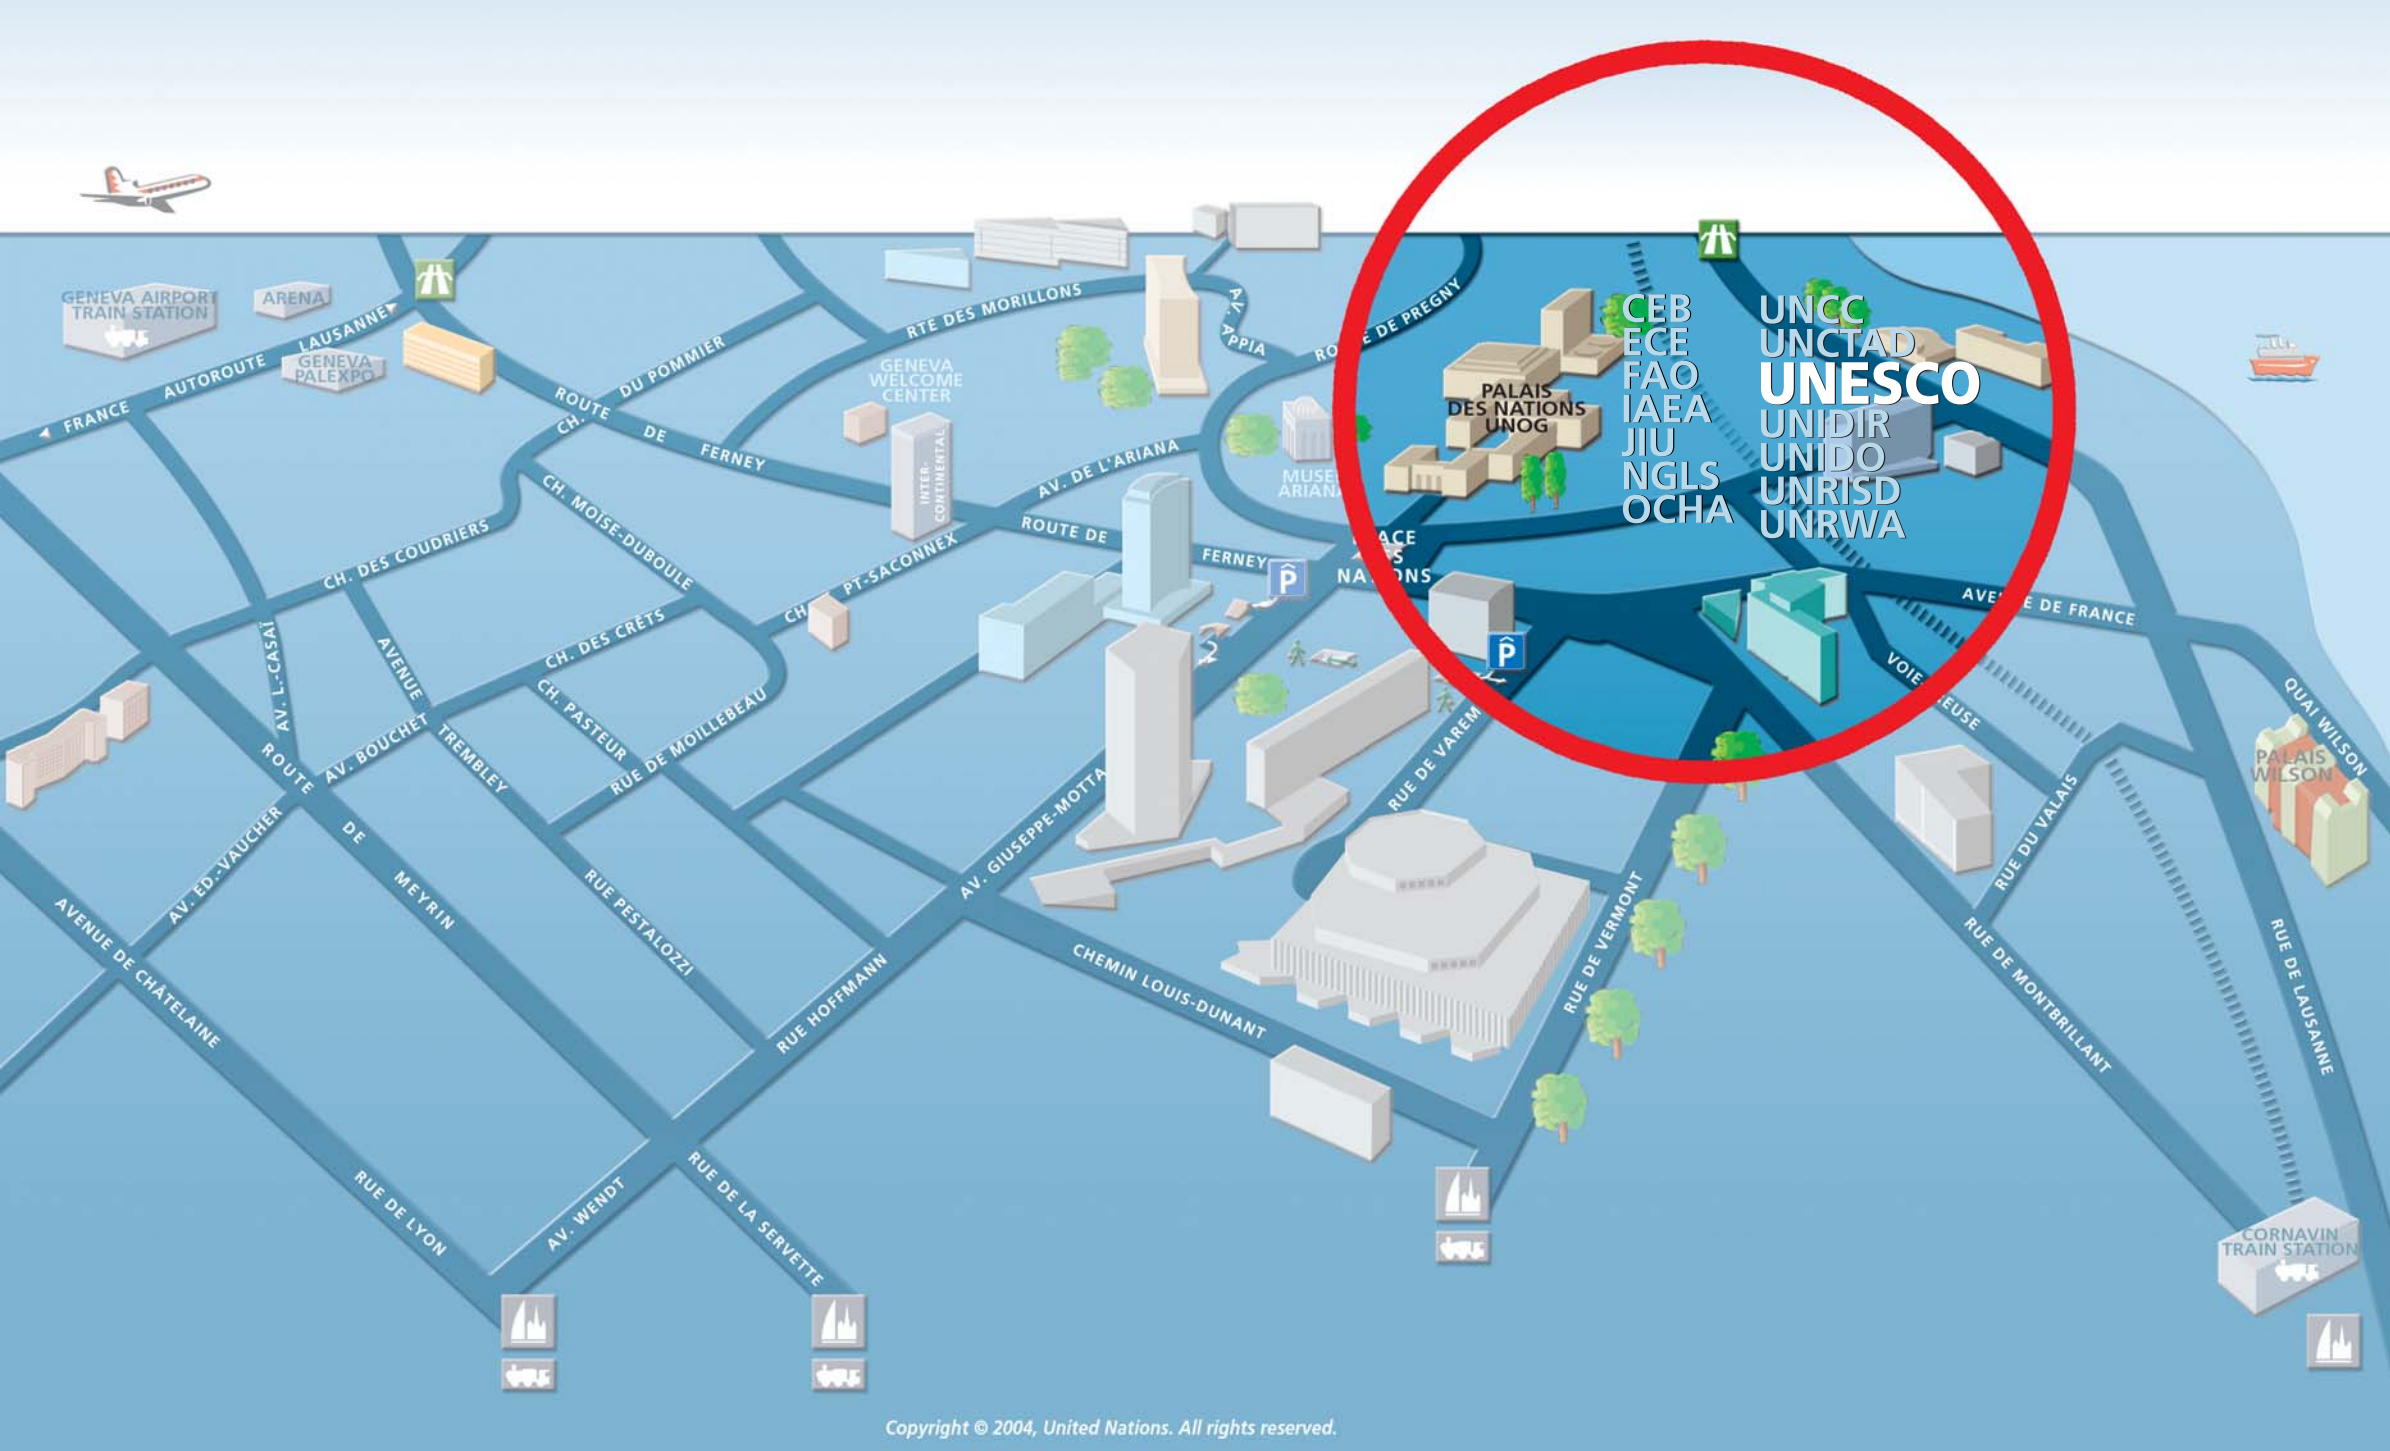 GENEVA AIRPORT
TRAIN STATION
ARENA
GENEVA
PALEXPO
LAUSANNE
AUTOROUTE
FRANCE
CH. DU POMMIER
ROUTE DE FERNEY
RTE DES MORILLONS
AV. APPIA
ROUTE DE PREGNY
GENEVA
WELCOME
CENTER
INTER-
CONTINENTAL
AV. DE L'ARIANA
PALAIS
DES NATIONS
UNOG
CEB
ECE
FAO
IAEA
JIU
NGLS
OCHA
UNCC
UNCTAD
UNESCO
UNIDIR
UNIDO
UNRISD
UNRWA
ROUTE DE FERNEY
P
NATIONS
P
CH. DES COUDRIERS
CH. MOÏSE-DUBOULE
CH. PT-SACONNEX
AVENUE DE FRANCE
AV. L.-CASAÏ
AVENUE TREMBLEY
CH. DES CRÊTS
CH. PASTEUR
RUE DE MOILLEBEAU
AV. BOUCHET
QUAI WILSON
PALAIS
WILSON
ROUTE DE MEYRIN
AV. ED.-VAUCHER
AV. GIUSEPPE-MOTTA
RUE DU VALAIS
AVENUE DE CHÂTELAINE
RUE PESTALOZZI
RUE HOFFMANN
CHEMIN LOUIS-DUNANT
RUE DE VERMONT
RUE DE MONTBRILLANT
RUE DE LAUSANNE
RUE DE LYON
AV. WENDT
RUE DE LA SERVETTE
CORNAVIN
TRAIN STATION
Copyright © 2004, United Nations. All rights reserved.